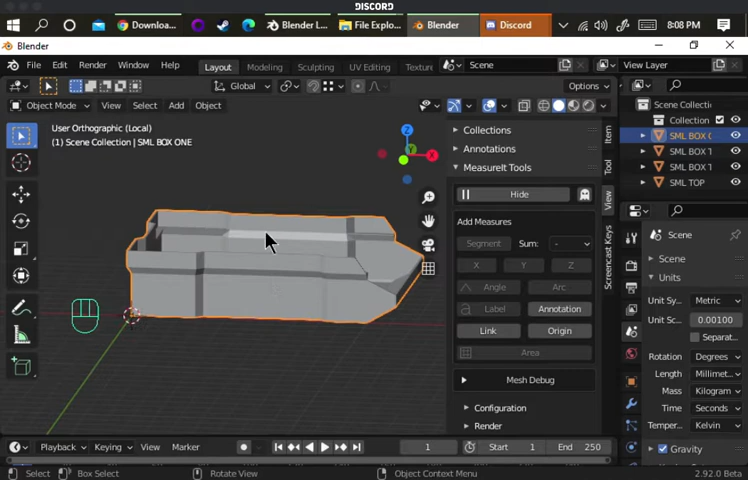 DISCORD
Downloa...
Blender L...
File Explo...
Blender
Discord
8:08 PM
Blender
File Edit Render Window Help Layout Modeling Sculpting UV Editing Textur
Scene
View Layer
Global
Options
Object Mode View Select Add Object
User Orthographic (Local)
(1) Scene Collection | SML BOX ONE
Z
Y
X
Collections
Annotations
MeasureIt Tools
Hide
Add Measures
Segment Sum: -
X Y Z
Angle Arc
Label Annotation
Link Origin
Area
Mesh Debug
Configuration
Render
Item
Tool
View
Screencast Keys
Scene Collecti
Collection
SML BOX O
SML BOX T
SML BOX T
SML TOP
Scene
Scene
Units
Unit Sy... Metric
Unit Sc... 0.00100
Separat...
Rotation Degrees
Length Millimet...
Mass Kilogram
Time Seconds
Temper... Kelvin
Gravity
Playback Keying View Marker
1
Start 1 End 250
Select Box Select Rotate View Object Context Menu 2.92.0 Beta